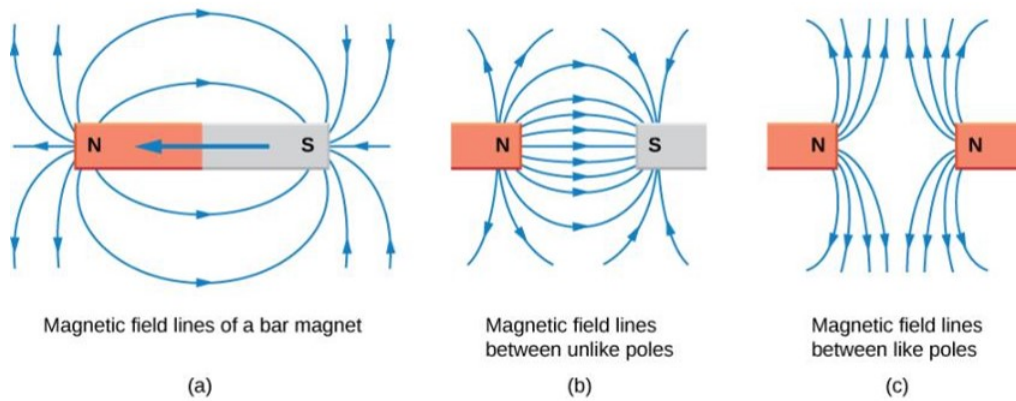 N
S
N
S
N
N
Magnetic field lines of a bar magnet
(a)
Magnetic field lines
between unlike poles
(b)
Magnetic field lines
between like poles
(c)